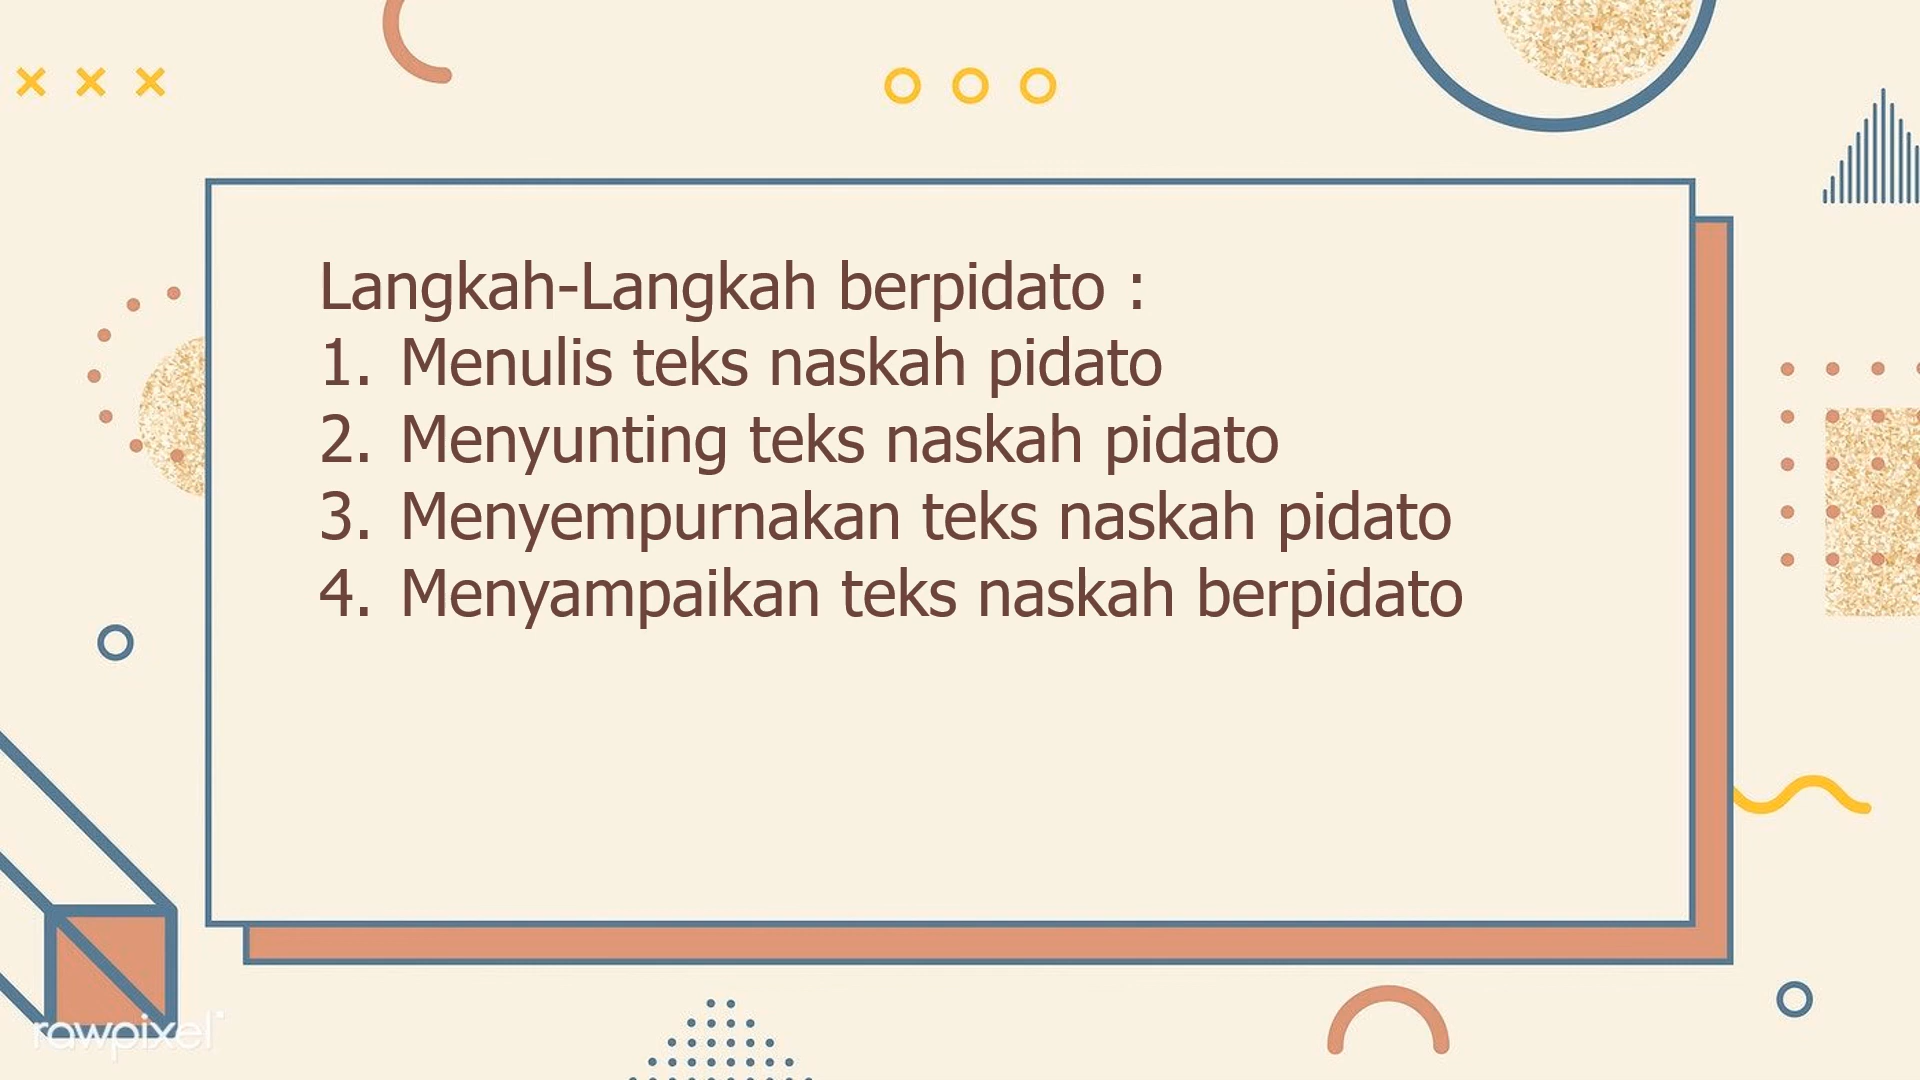 Langkah-Langkah berpidato :
1. Menulis teks naskah pidato
2. Menyunting teks naskah pidato
3. Menyempurnakan teks naskah pidato
4. Menyampaikan teks naskah berpidato
rawpixel